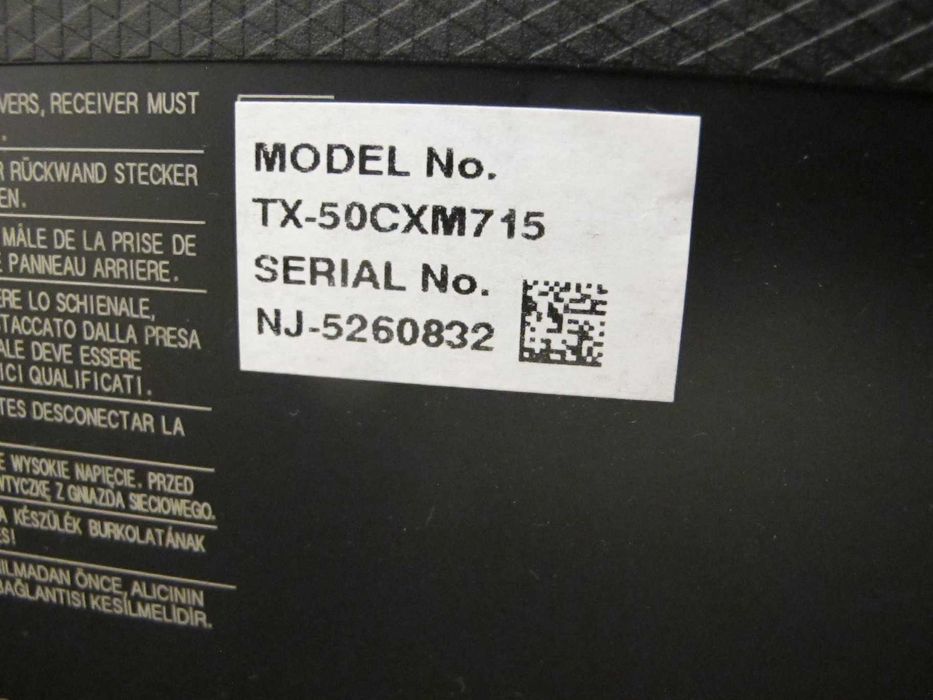 VERS, RECEIVER MUST
.
RÜCKWAND STECKER
EN.
MÂLE DE LA PRISE DE
PANNEAU ARRIERE.
ERE LO SCHIENALE,
TACCATO DALLA PRESA
ALE DEVE ESSERE
ICI QUALIFICATI.
TES DESCONECTAR LA
E WYSOKIE NAPIĘCIE. PRZED
WTYCZKĘ Z GNIAZDA SIECIOWEGO.
A KÉSZÜLÉK BURKOLATÁNAK
ES!
ILMADAN ÖNCE, ALICININ
BAĞLANTISI KESİLMELİDİR.
MODEL No.
TX-50CXM715
SERIAL No.
NJ-5260832